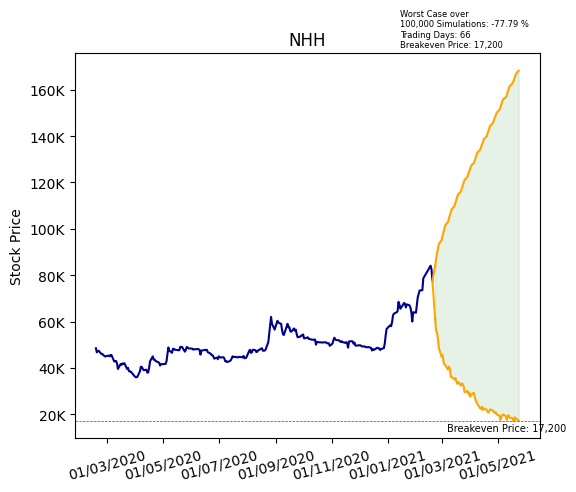 Worst Case over
100,000 Simulations: -77.79 %
Trading Days: 66
Breakeven Price: 17,200
NHH
160K
140K
120K
100K
80K
60K
40K
20K
Stock Price
Breakeven Price: 17,200
01/03/2020
01/05/2020
01/07/2020
01/09/2020
01/11/2020
01/01/2021
01/03/2021
01/05/2021